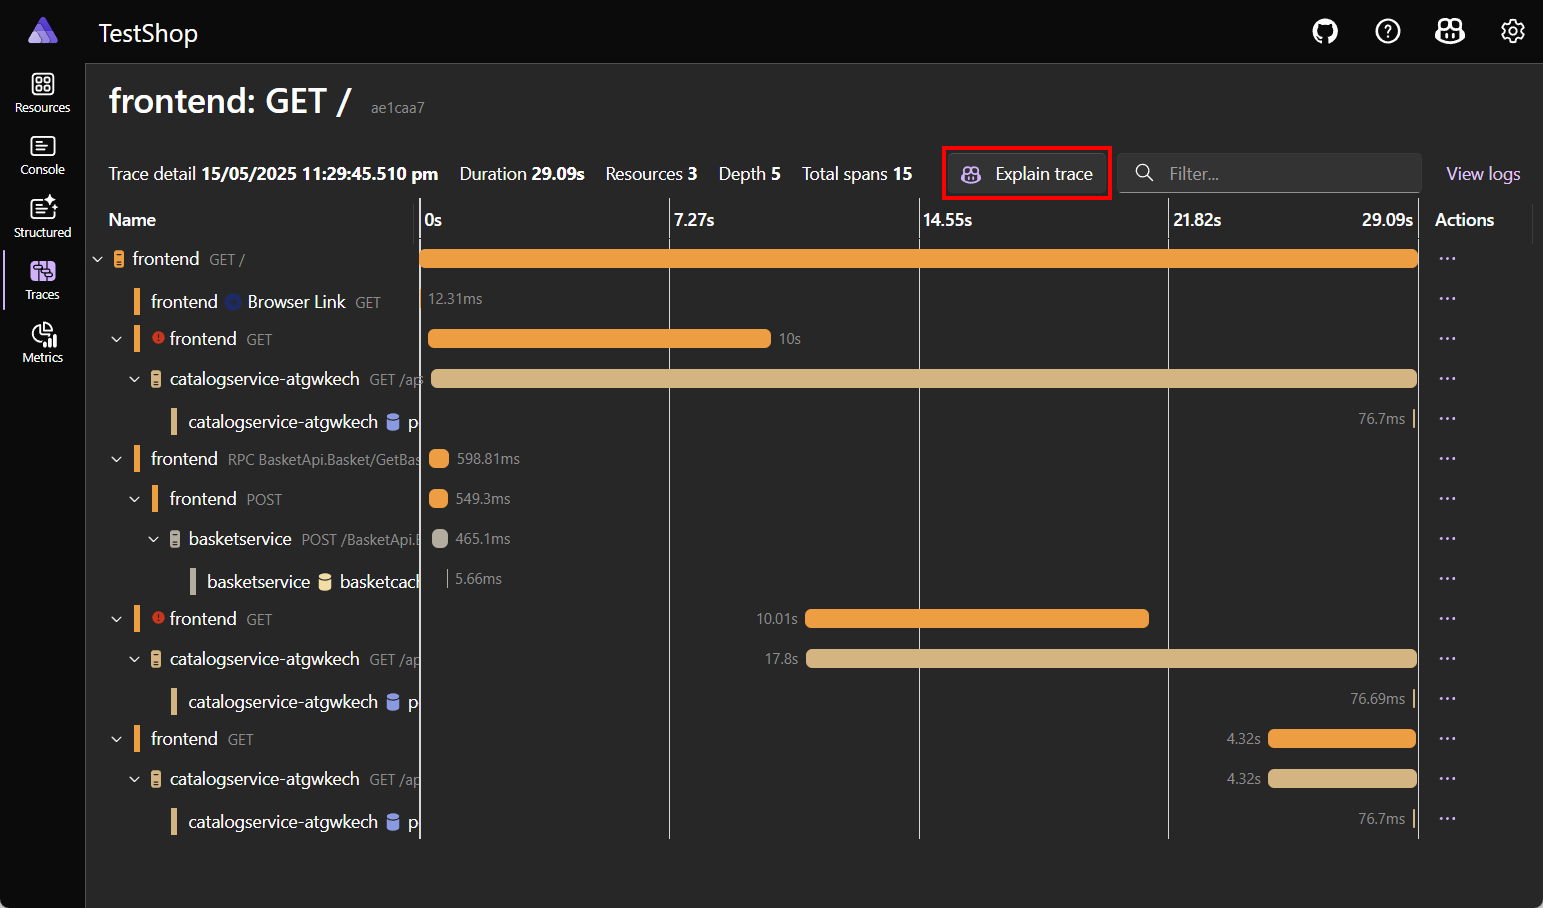 TestShop
Resources
Console
Structured
Traces
Metrics
frontend: GET / ae1caa7
Trace detail 15/05/2025 11:29:45.510 pm Duration 29.09s Resources 3 Depth 5 Total spans 15 Explain trace Filter... View logs
Name 0s 7.27s 14.55s 21.82s 29.09s Actions
frontend GET /
frontend Browser Link GET 12.31ms
frontend GET 10s
catalogservice-atgwkech GET /ap
catalogservice-atgwkech p 76.7ms
frontend RPC BasketApi.Basket/GetBas 598.81ms
frontend POST 549.3ms
basketservice POST /BasketApi.B 465.1ms
basketservice basketcach 5.66ms
frontend GET 10.01s
catalogservice-atgwkech GET /ap 17.8s
catalogservice-atgwkech p 76.69ms
frontend GET 4.32s
catalogservice-atgwkech GET /ap 4.32s
catalogservice-atgwkech p 76.7ms